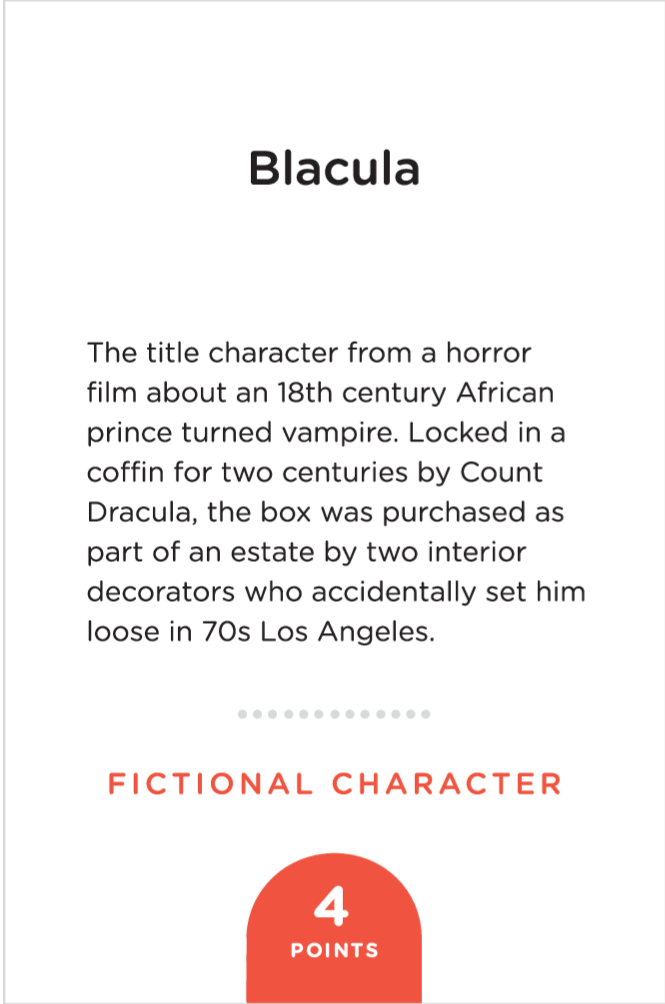 Blacula
The title character from a horror
film about an 18th century African
prince turned vampire. Locked in a
coffin for two centuries by Count
Dracula, the box was purchased as
part of an estate by two interior
decorators who accidentally set him
loose in 70s Los Angeles.
FICTIONAL CHARACTER
4
POINTS